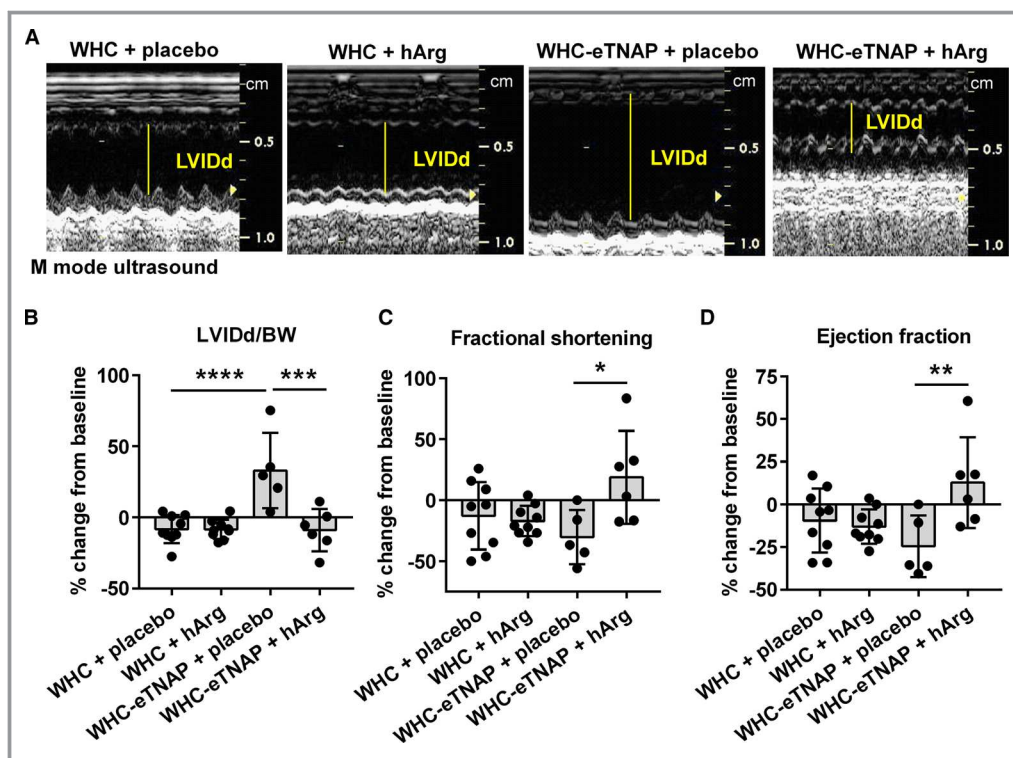 A
WHC + placebo
WHC + hArg
WHC-eTNAP + placebo
WHC-eTNAP + hArg
cm
0.5
LVIDd
1.0
cm
0.5
LVIDd
1.0
cm
0.5
LVIDd
1.0
cm
LVIDd
0.5
1.0
M mode ultrasound
B
LVIDd/BW
% change from baseline
100
50
0
-50
****
***
WHC + placebo
WHC + hArg
WHC-eTNAP + placebo
WHC-eTNAP + hArg
C
Fractional shortening
% change from baseline
100
50
0
-50
*
WHC + placebo
WHC + hArg
WHC-eTNAP + placebo
WHC-eTNAP + hArg
D
Ejection fraction
% change from baseline
75
50
25
0
-25
-50
**
WHC + placebo
WHC + hArg
WHC-eTNAP + placebo
WHC-eTNAP + hArg